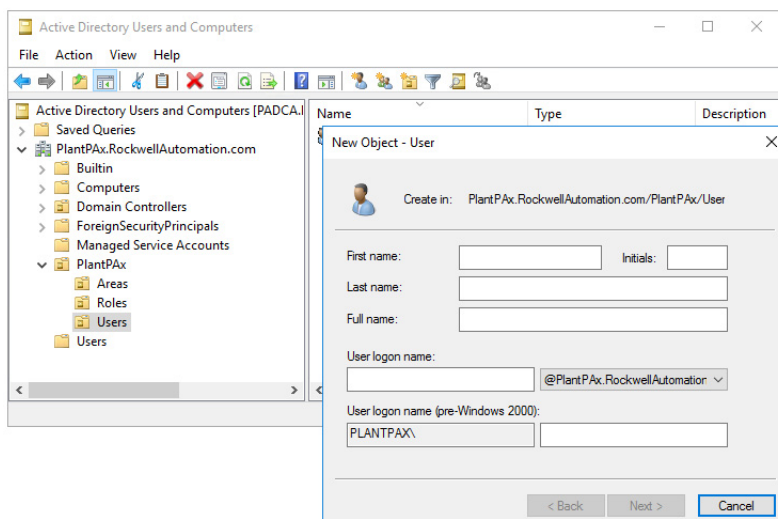 Active Directory Users and Computers
File Action View Help
Active Directory Users and Computers [PADCA.
Name Type Description
Saved Queries
PlantPAx.RockwellAutomation.com
Builtin
Computers
Domain Controllers
ForeignSecurityPrincipals
Managed Service Accounts
PlantPAx
Areas
Roles
Users
Users
New Object - User
Create in: PlantPAx.RockwellAutomation.com/PlantPAx/User
First name:
Initials:
Last name:
Full name:
User logon name:
@PlantPAx.RockwellAutomation
User logon name (pre-Windows 2000):
PLANTPAX\
< Back Next > Cancel